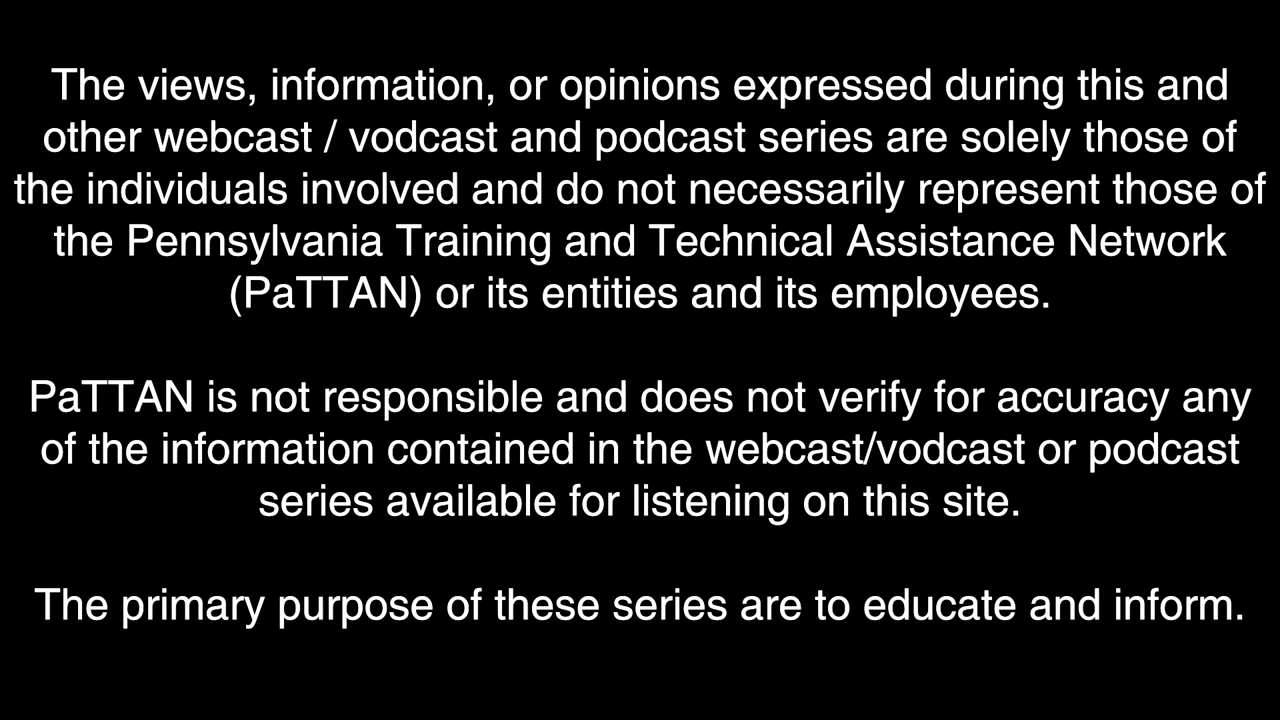 The views, information, or opinions expressed during this and
other webcast / vodcast and podcast series are solely those of
the individuals involved and do not necessarily represent those of
the Pennsylvania Training and Technical Assistance Network
(PaTTAN) or its entities and its employees.
PaTTAN is not responsible and does not verify for accuracy any
of the information contained in the webcast/vodcast or podcast
series available for listening on this site.
The primary purpose of these series are to educate and inform.